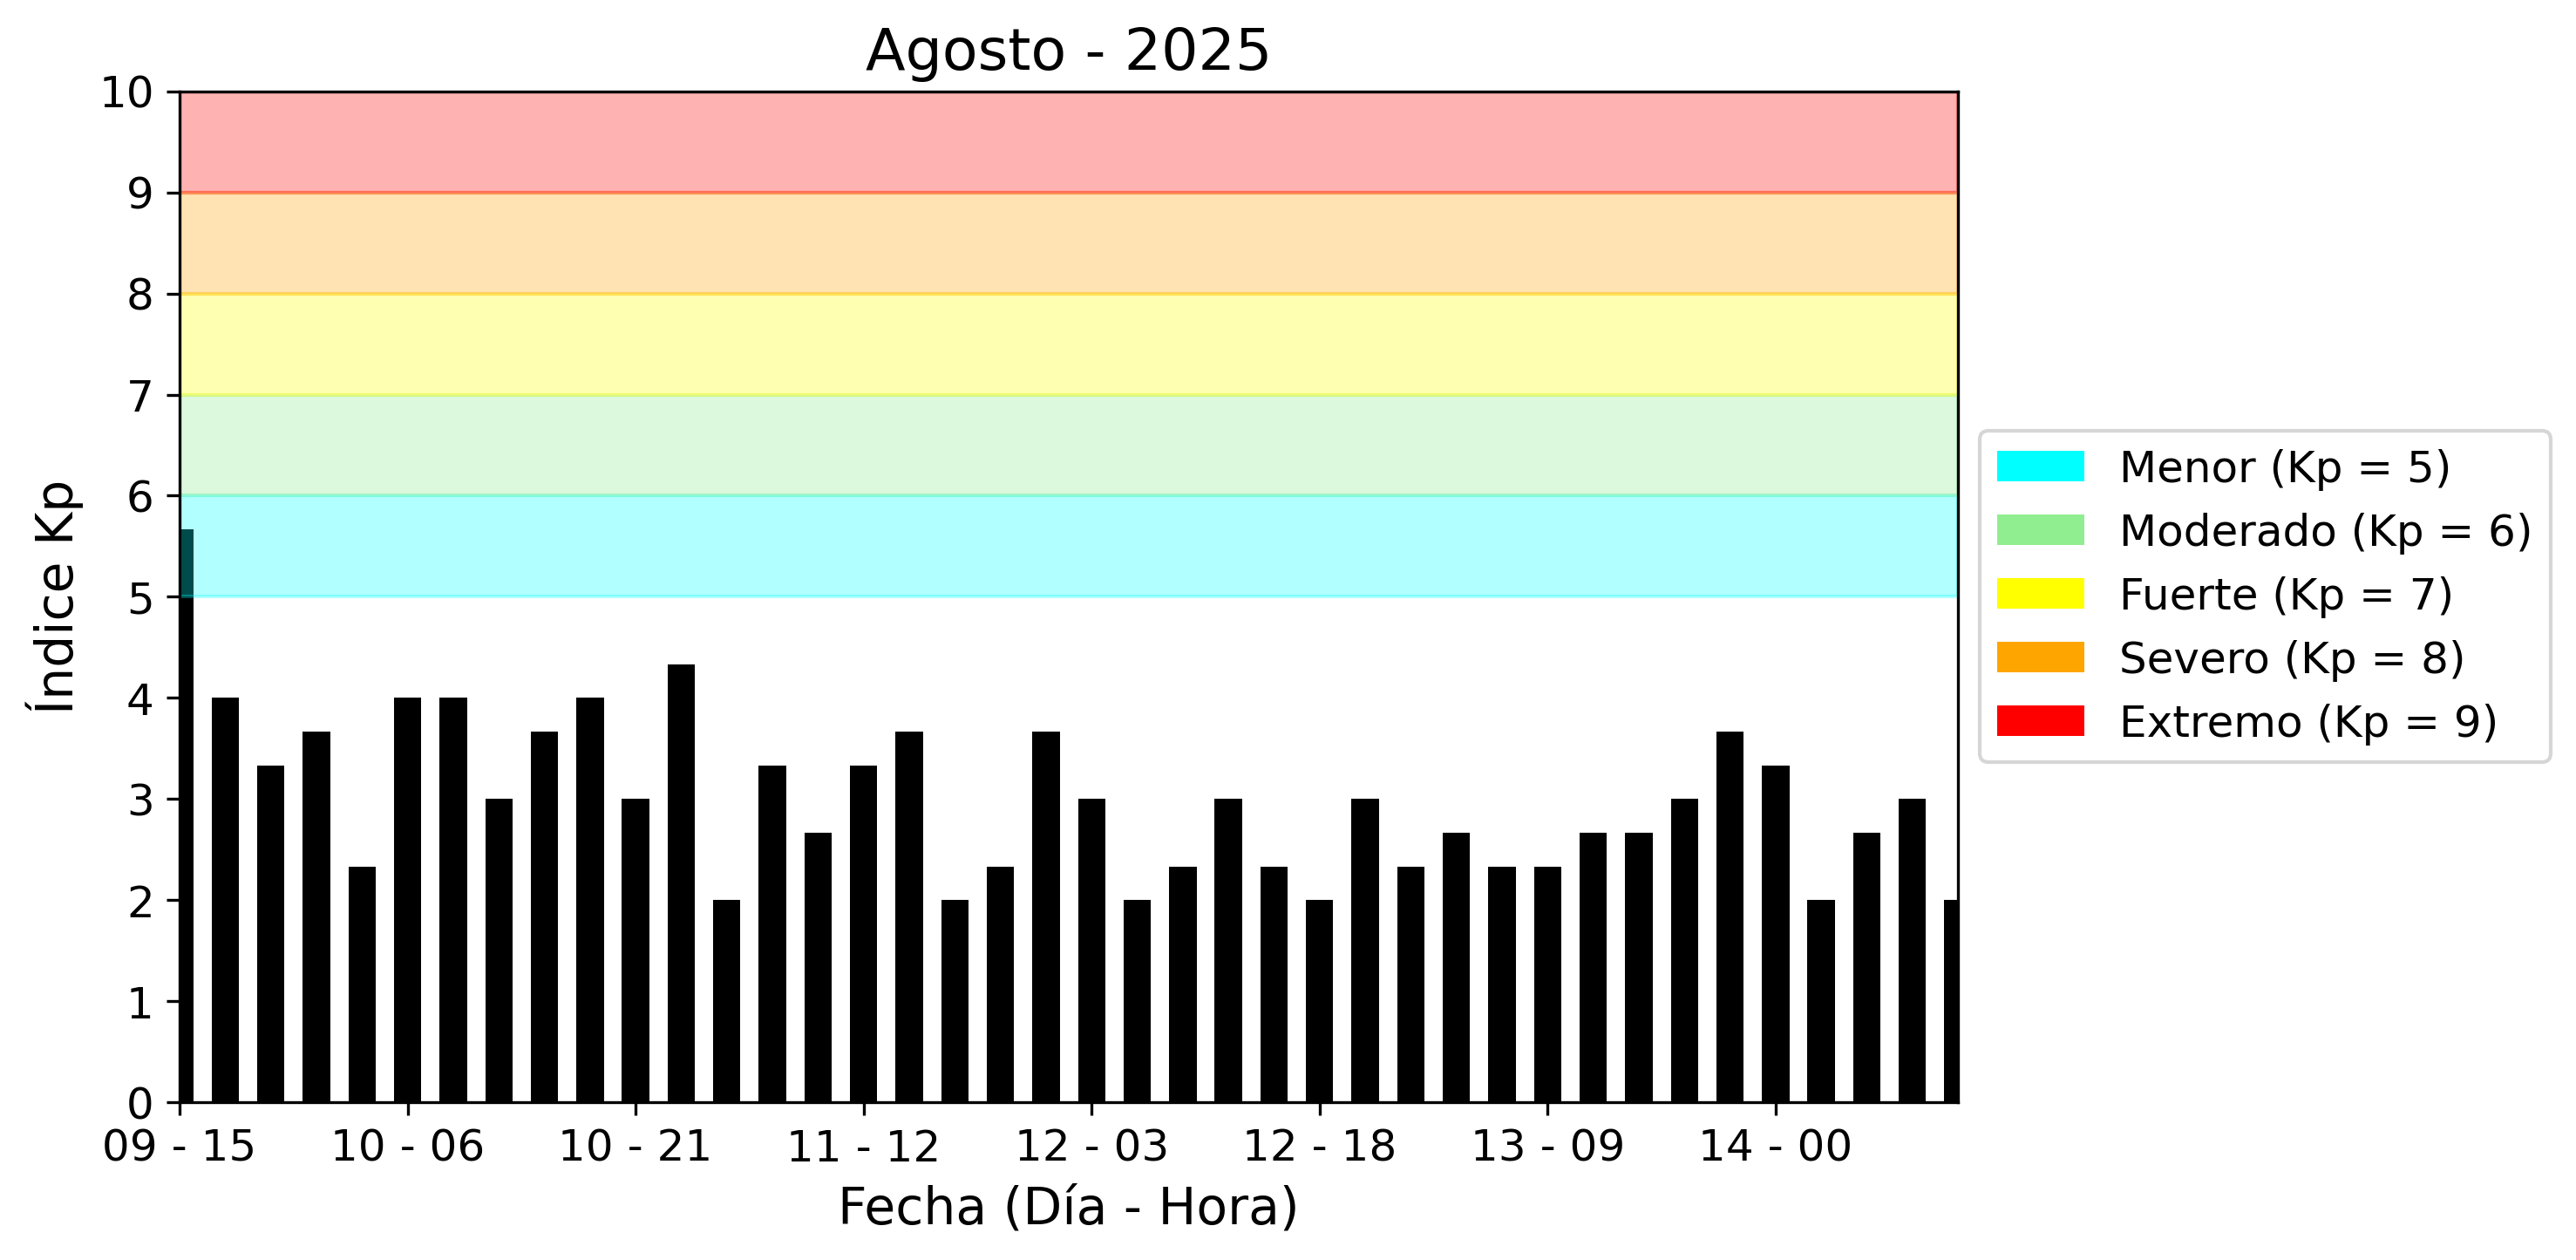 Agosto - 2025
10
9
8
7
6
5
4
3
2
1
0
Índice Kp
09 - 15
10 - 06
10 - 21
11 - 12
12 - 03
12 - 18
13 - 09
14 - 00
Fecha (Día - Hora)
Menor (Kp = 5)
Moderado (Kp = 6)
Fuerte (Kp = 7)
Severo (Kp = 8)
Extremo (Kp = 9)